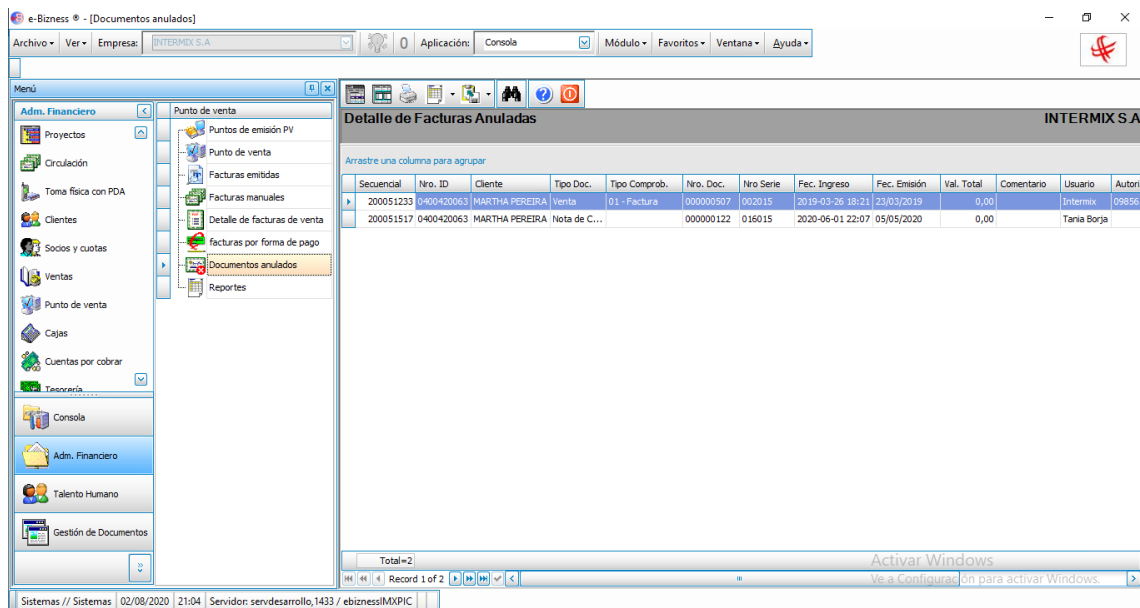 e-Bizness ® - [Documentos anulados]
Archivo Ver Empresa: INTERMIX S.A 0 Aplicación: Consola Módulo Favoritos Ventana Ayuda
Menú
Adm. Financiero
Proyectos
Circulación
Toma física con PDA
Clientes
Socios y cuotas
Ventas
Punto de venta
Cajas
Cuentas por cobrar
Tesorería
Consola
Adm. Financiero
Talento Humano
Gestión de Documentos
Punto de venta
Puntos de emisión PV
Punto de venta
Facturas emitidas
Facturas manuales
Detalle de facturas de venta
facturas por forma de pago
Documentos anulados
Reportes
Detalle de Facturas Anuladas INTERMIX S.A
Arrastre una columna para agrupar
Secuencial Nro. ID Cliente Tipo Doc. Tipo Comprob. Nro. Doc. Nro Serie Fec. Ingreso Fec. Emisión Val. Total Comentario Usuario Autori
200051233 0400420063 MARTHA PEREIRA Venta 01 - Factura 000000507 002015 2019-03-26 18:21 23/03/2019 0,00 Intermix 09856
200051517 0400420063 MARTHA PEREIRA Nota de C... 000000122 016015 2020-06-01 22:07 05/05/2020 0,00 Tania Borja
Total=2
Record 1 of 2
Activar Windows
Ve a Configuración para activar Windows.
Sistemas // Sistemas 02/08/2020 21:04 Servidor: servdesarrollo,1433 / ebiznessIMXPIC